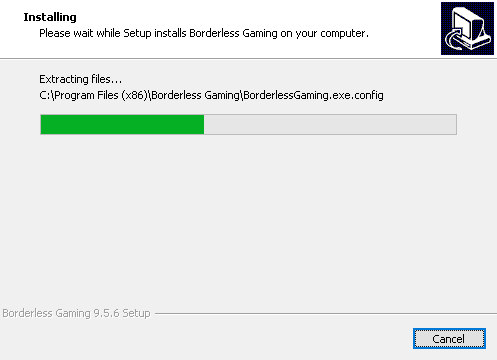 Installing
Please wait while Setup installs Borderless Gaming on your computer.
Extracting files...
C:\Program Files (x86)\Borderless Gaming\BorderlessGaming.exe.config
Borderless Gaming 9.5.6 Setup
Cancel